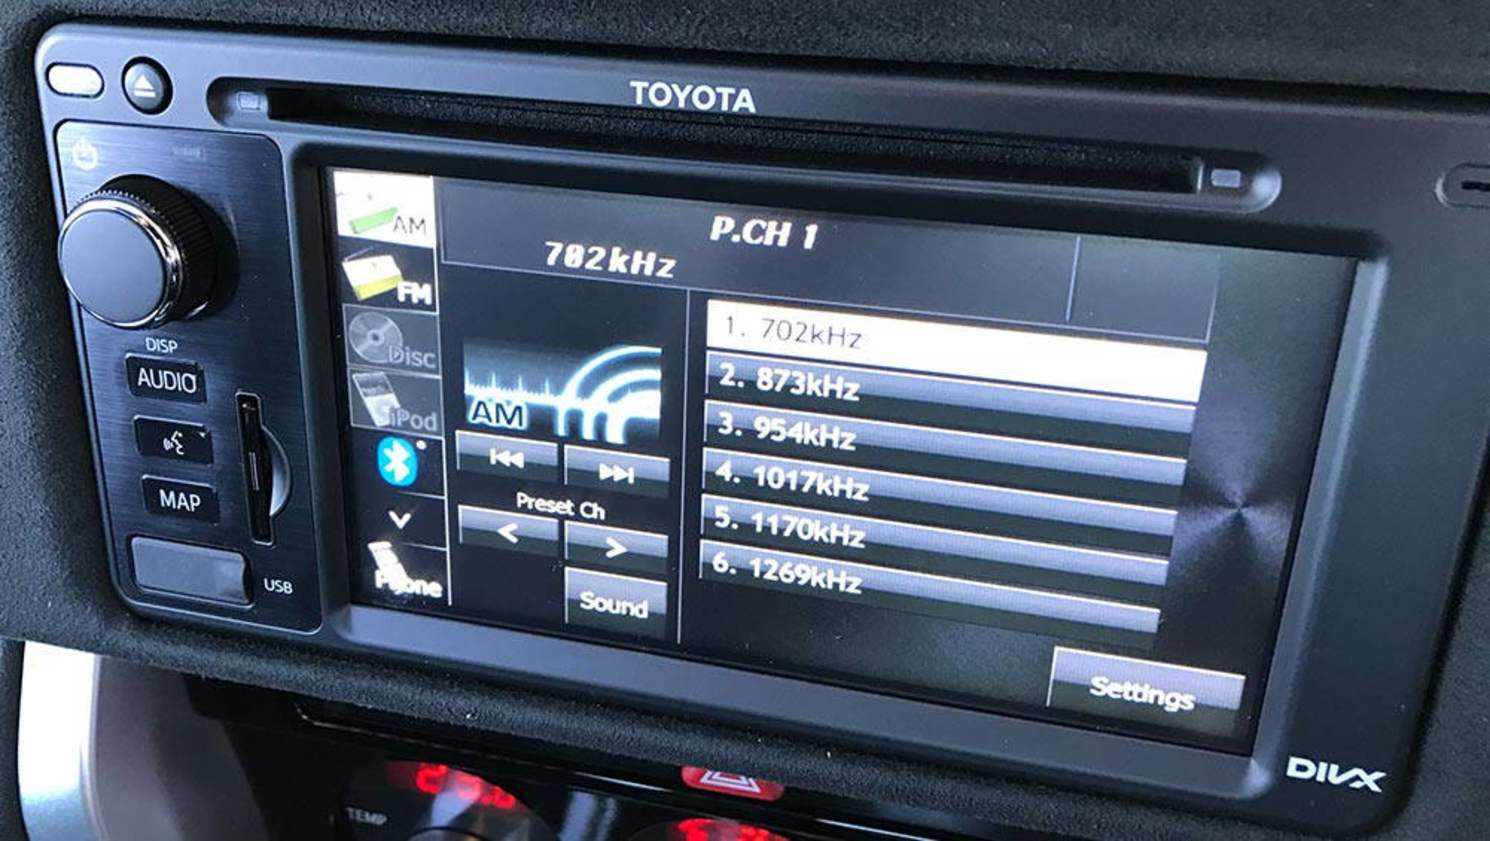 TOYOTA
AM
P.CH 1
702kHz
FM
1. 702kHz
Disc
2. 873kHz
DISP
AUDIO
3. 954kHz
iPod
AM
4. 1017kHz
MAP
Preset Ch
5. 1170kHz
<
>
6. 1269kHz
Phone
USB
Sound
Settings
DIVX
TEMP